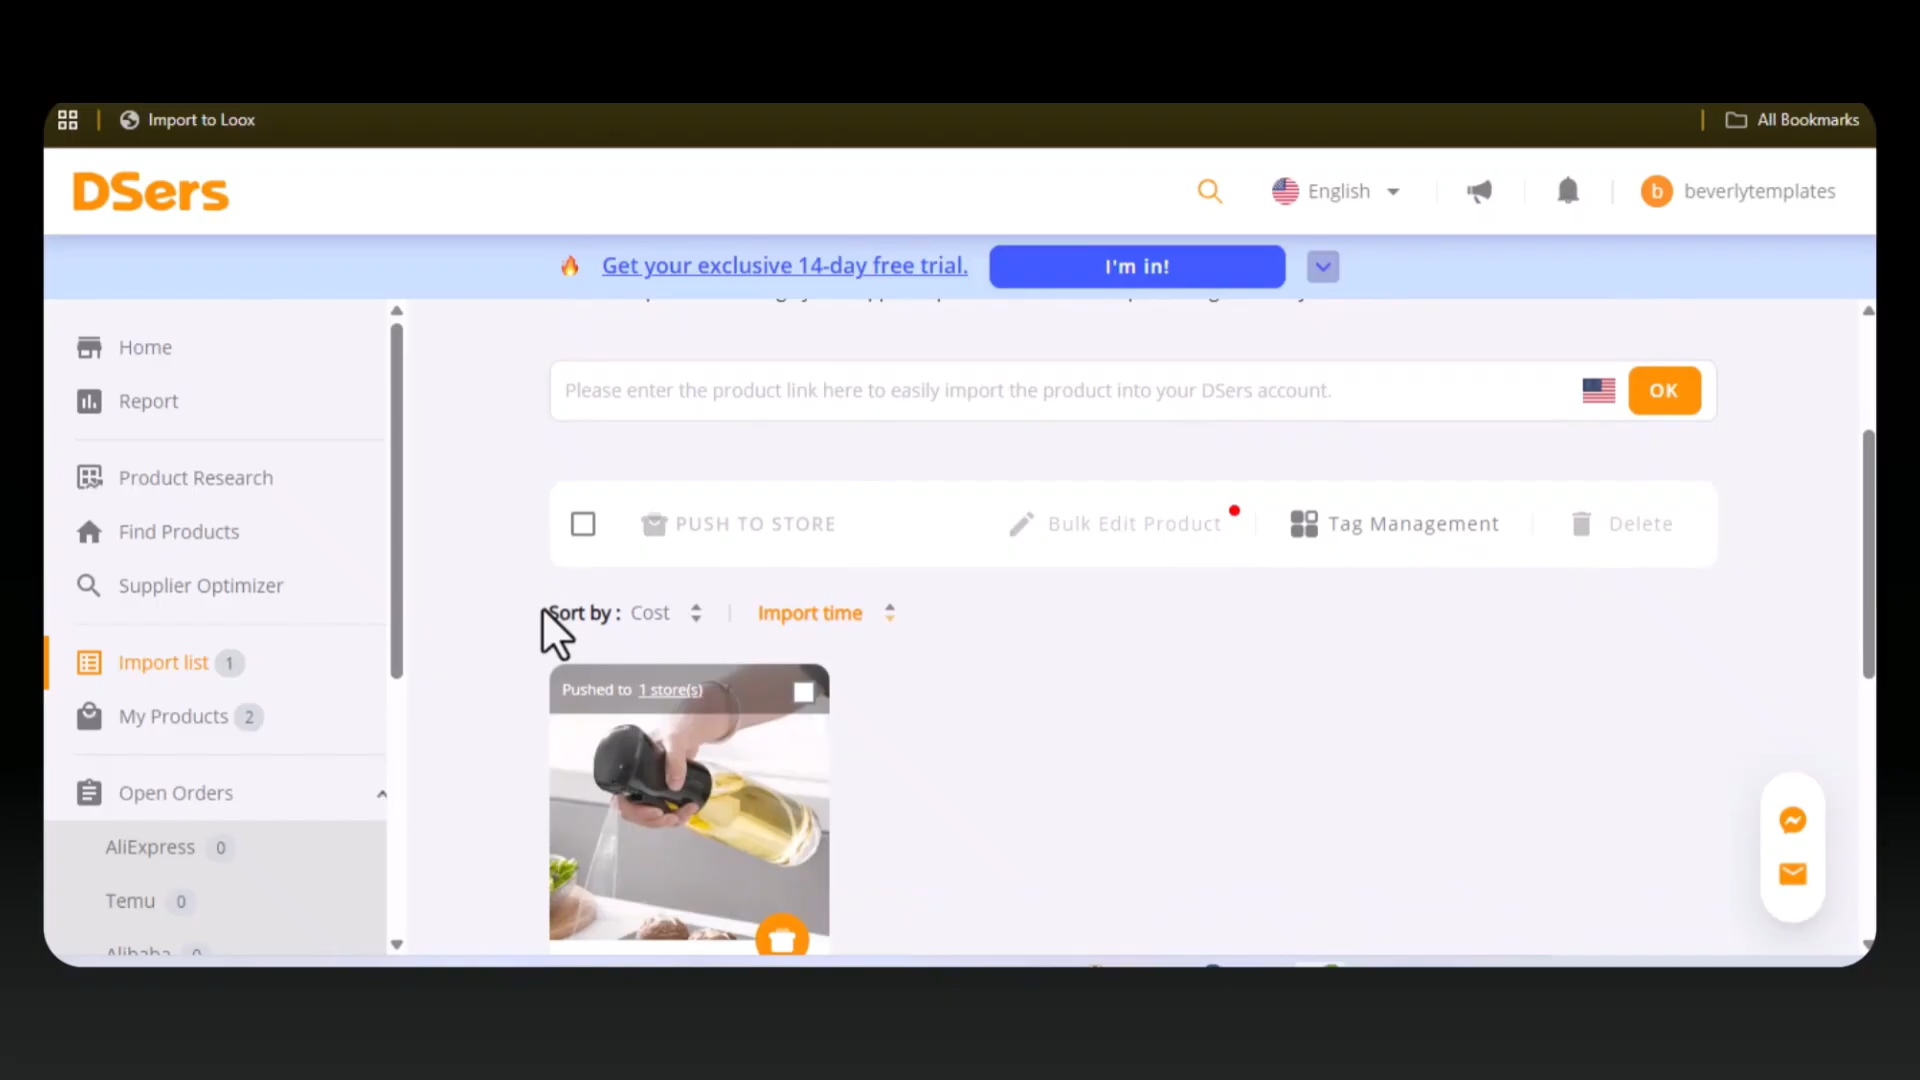 Import to Loox
All Bookmarks
DSers
English
b
beverlytemplates
Get your exclusive 14-day free trial.
I'm in!
Home
Report
Product Research
Find Products
Supplier Optimizer
Import list 1
My Products 2
Open Orders
AliExpress 0
Temu 0
Alibaba 0
Please enter the product link here to easily import the product into your DSers account.
OK
PUSH TO STORE
Bulk Edit Product
Tag Management
Delete
Sort by : Cost
Import time
Pushed to 1 store(s)